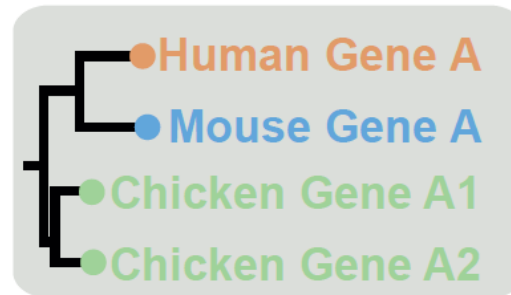 Human Gene A
Mouse Gene A
Chicken Gene A1
Chicken Gene A2